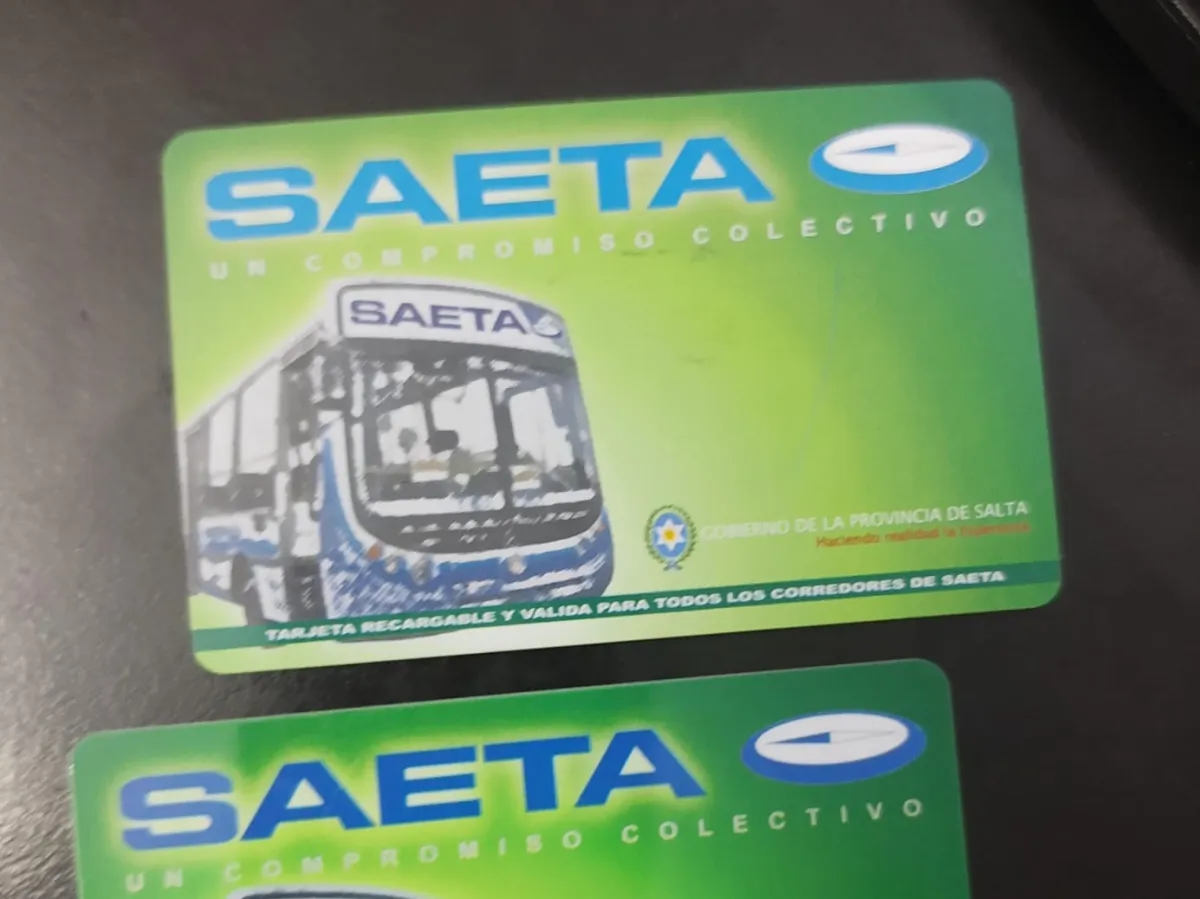 SAETA
UN COMPROMISO COLECTIVO
SAETA
GOBIERNO DE LA PROVINCIA DE SALTA
Haciendo realidad la esperanza
TARJETA RECARGABLE Y VALIDA PARA TODOS LOS CORREDORES DE SAETA
SAETA
UN COMPROMISO COLECTIVO